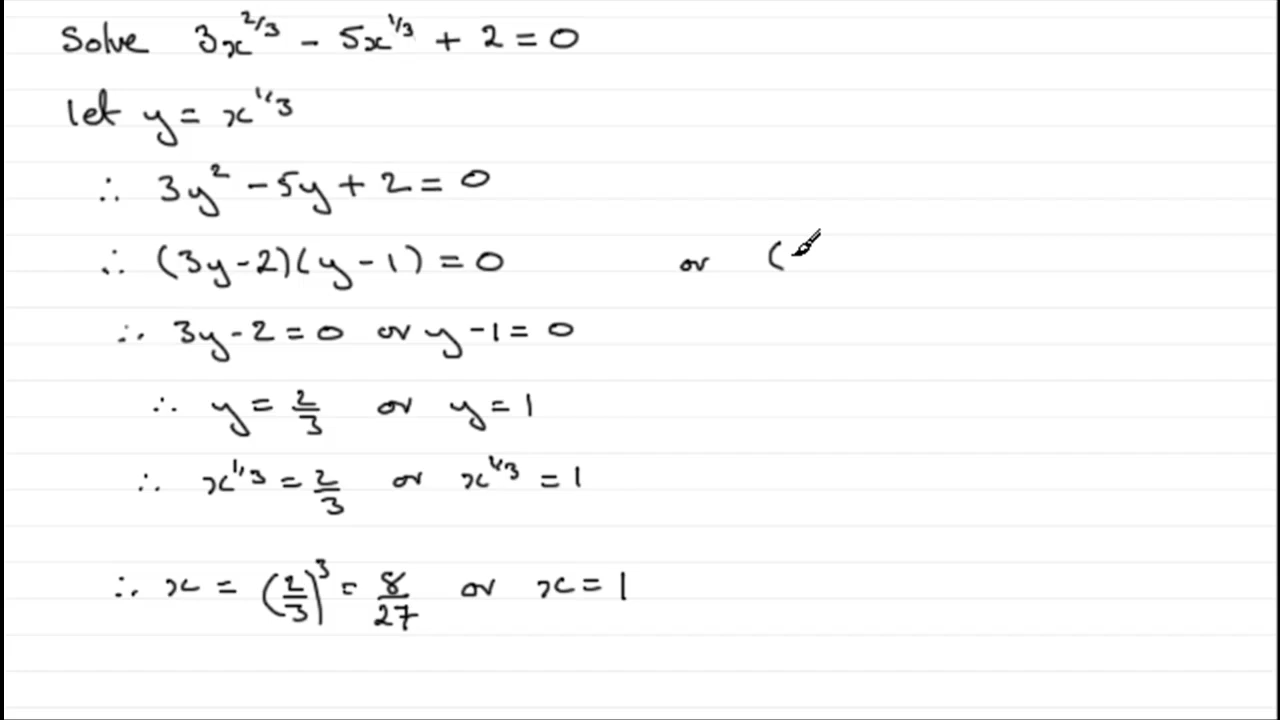 Solve 3x^{2/3} - 5x^{1/3} + 2 = 0
let y = x^{1/3}
∴ 3y² - 5y + 2 = 0
∴ (3y - 2)(y - 1) = 0 or (
∴ 3y - 2 = 0 or y - 1 = 0
∴ y = 2/3 or y = 1
∴ x^{1/3} = 2/3 or x^{1/3} = 1
∴ x = (2/3)³ = 8/27 or x = 1